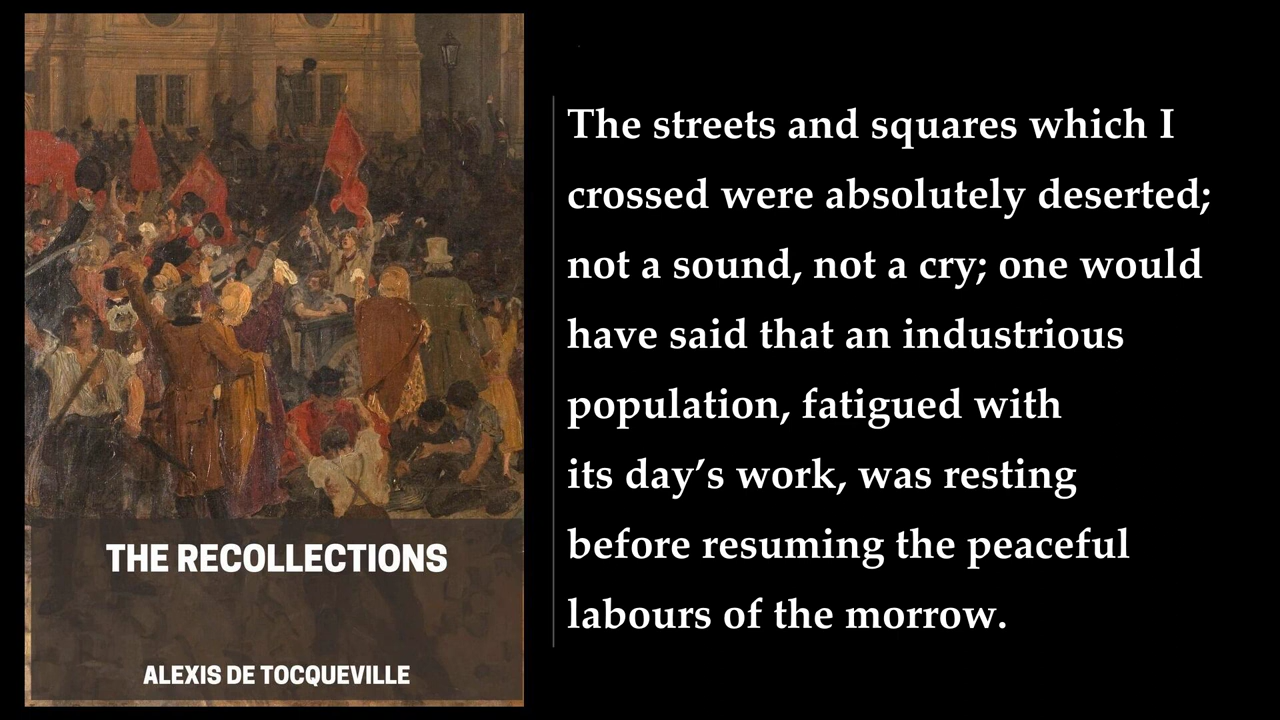 THE RECOLLECTIONS
ALEXIS DE TOCQUEVILLE
The streets and squares which I
crossed were absolutely deserted;
not a sound, not a cry; one would
have said that an industrious
population, fatigued with
its day’s work, was resting
before resuming the peaceful
labours of the morrow.